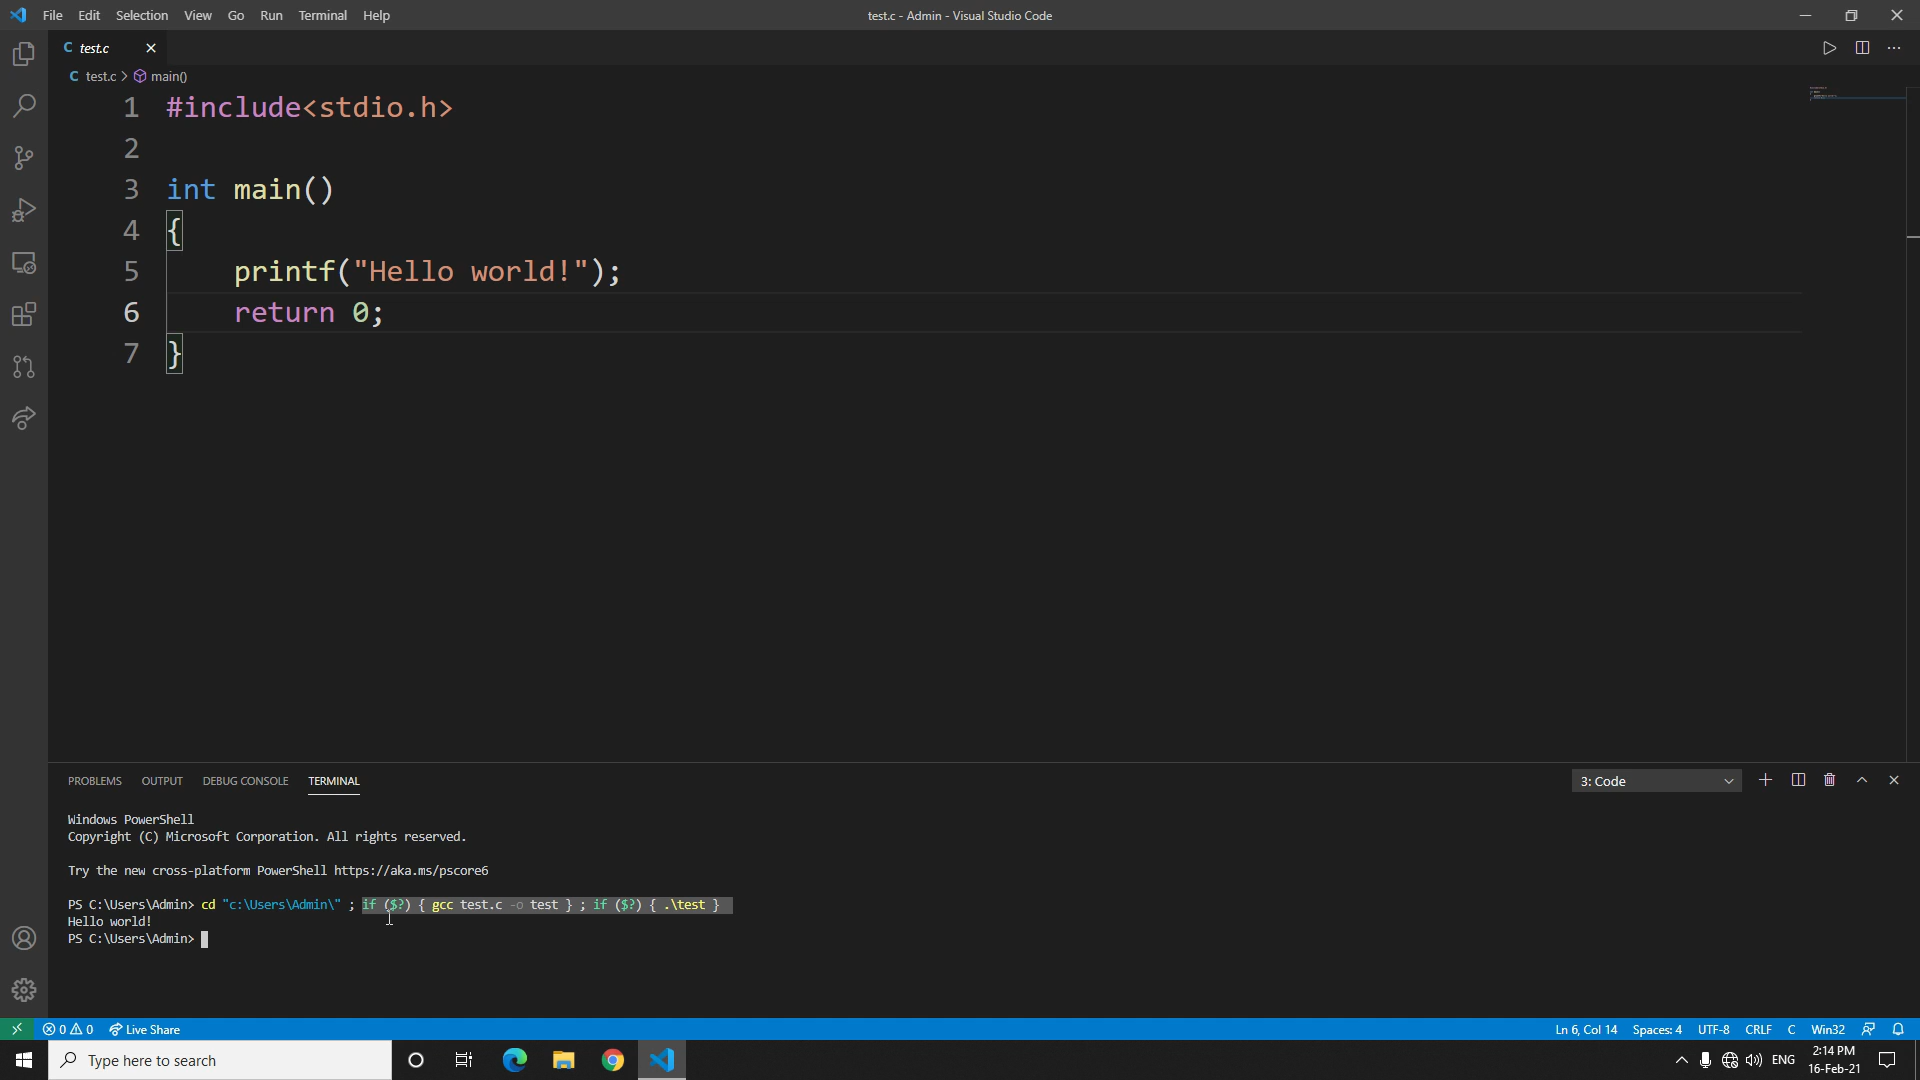 File Edit Selection View Go Run Terminal Help test.c - Admin - Visual Studio Code
C test.c
C test.c > main()
1 #include<stdio.h>
2
3 int main()
4 {
5 printf("Hello world!");
6 return 0;
7 }
PROBLEMS OUTPUT DEBUG CONSOLE TERMINAL 3: Code
Windows PowerShell
Copyright (C) Microsoft Corporation. All rights reserved.
Try the new cross-platform PowerShell https://aka.ms/pscore6
PS C:\Users\Admin> cd "c:\Users\Admin\" ; if ($?) { gcc test.c -o test } ; if ($?) { .\test }
Hello world!
PS C:\Users\Admin>
0 0 Live Share Ln 6, Col 14 Spaces: 4 UTF-8 CRLF C Win32
Type here to search ENG 2:14 PM
16-Feb-21